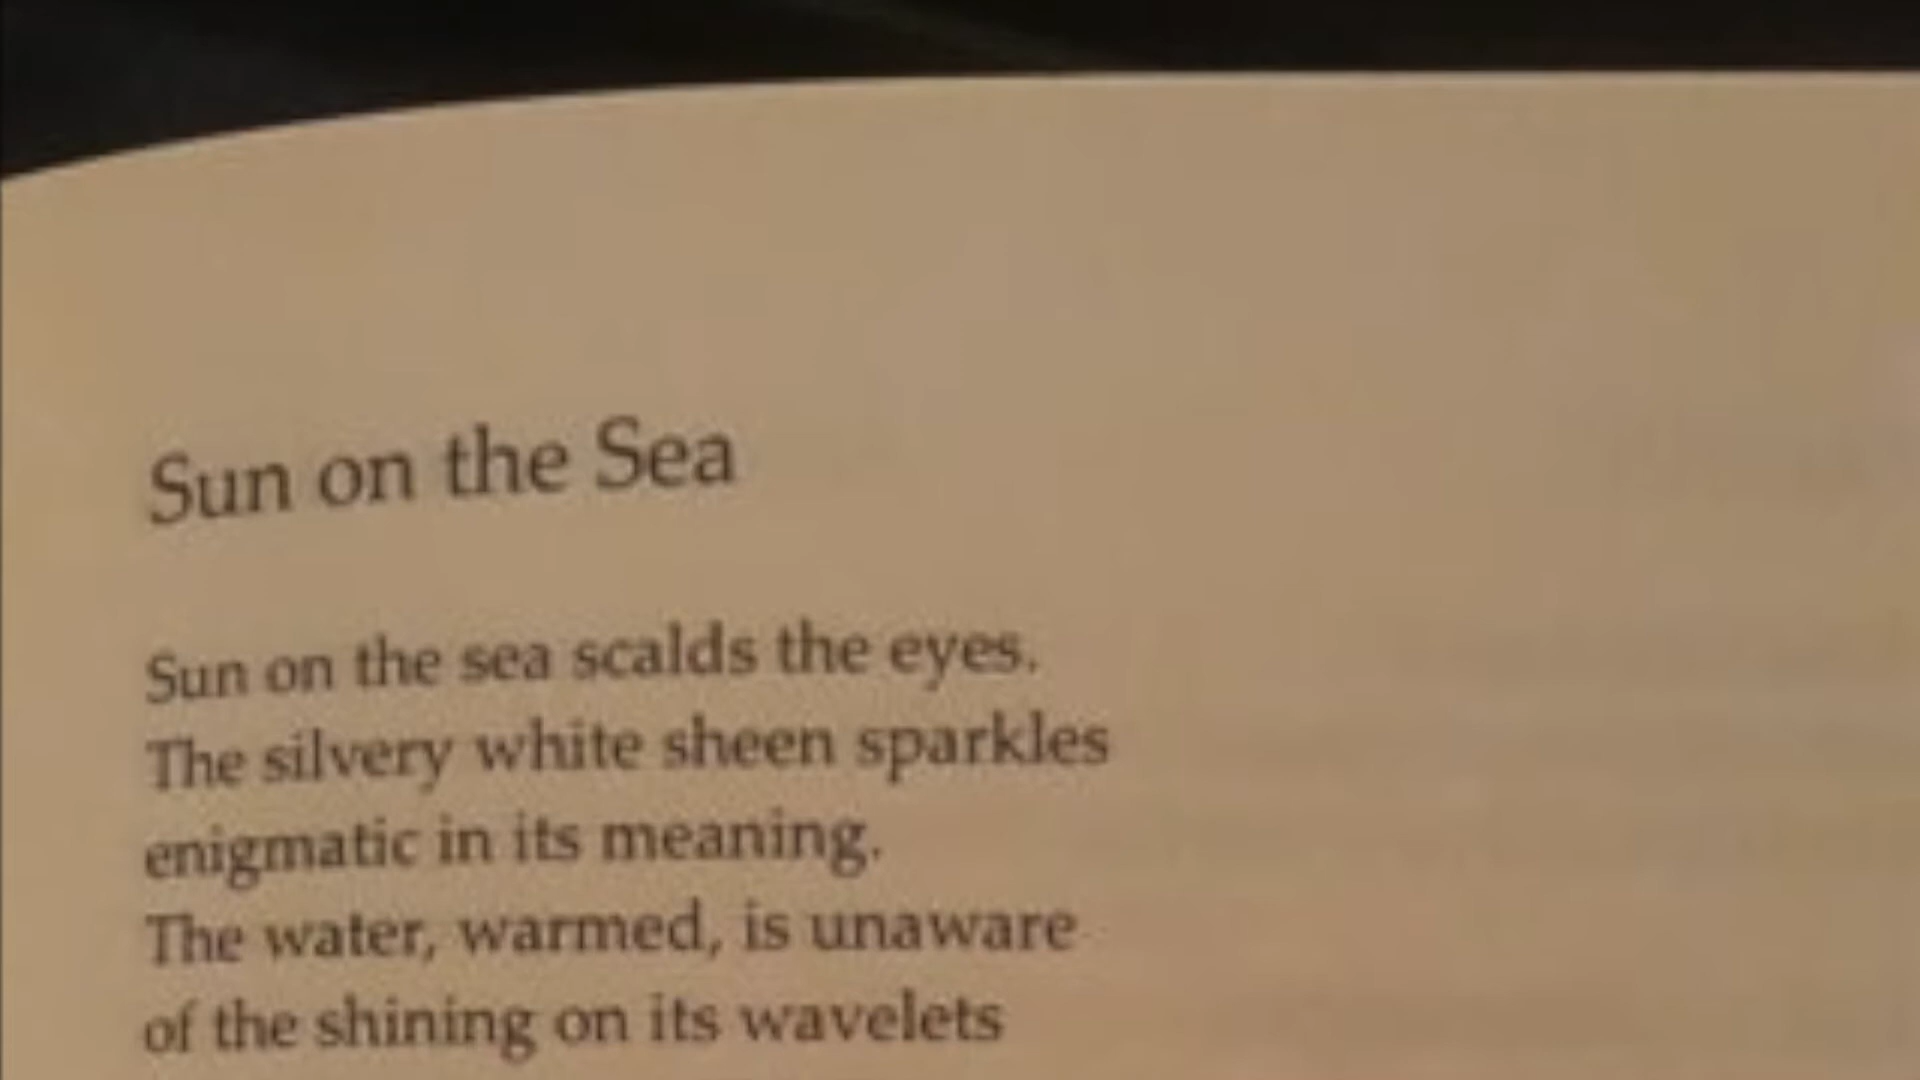 Sun on the Sea
Sun on the sea scalds the eyes.
The silvery white sheen sparkles
enigmatic in its meaning.
The water, warmed, is unaware
of the shining on its wavelets